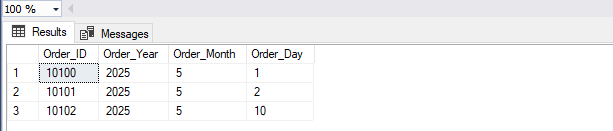 100 %
Results Messages
Order_ID Order_Year Order_Month Order_Day
1 10100 2025 5 1
2 10101 2025 5 2
3 10102 2025 5 10